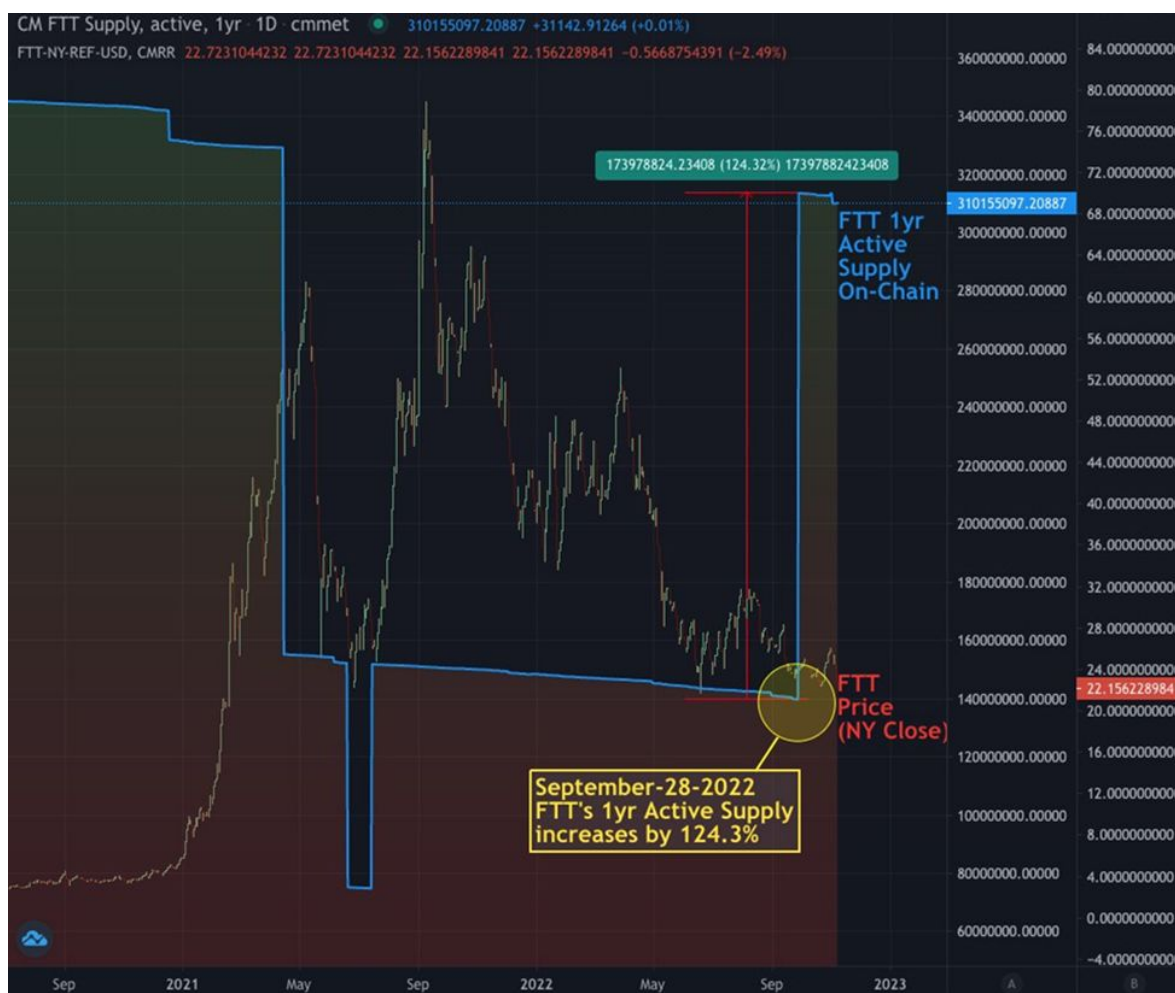 CM FTT Supply, active, 1yr · 1D · cmmet 310155097.20887 +31142.91264 (+0.01%)
FTT-NY-REF-USD, CMRR 22.7231044232 22.7231044232 22.1562289841 22.1562289841 −0.5668754391 (−2.49%)
173978824.23408 (124.32%) 17397882423408
FTT 1yr
Active
Supply
On-Chain
FTT
Price
(NY Close)
September-28-2022
FTT's 1yr Active Supply
increases by 124.3%
360000000.00000
340000000.00000
320000000.00000
310155097.20887
300000000.00000
280000000.00000
260000000.00000
240000000.00000
220000000.00000
200000000.00000
180000000.00000
160000000.00000
140000000.00000
120000000.00000
100000000.00000
80000000.00000
60000000.00000
84.000000000
80.000000000
76.000000000
72.000000000
68.000000000
64.000000000
60.000000000
56.000000000
52.000000000
48.000000000
44.000000000
40.000000000
36.000000000
32.000000000
28.000000000
24.000000000
22.156228984
20.000000000
16.000000000
12.000000000
8.0000000000
4.0000000000
0.0000000000
−4.000000000
Sep 2021 May Sep 2022 May Sep 2023
A B